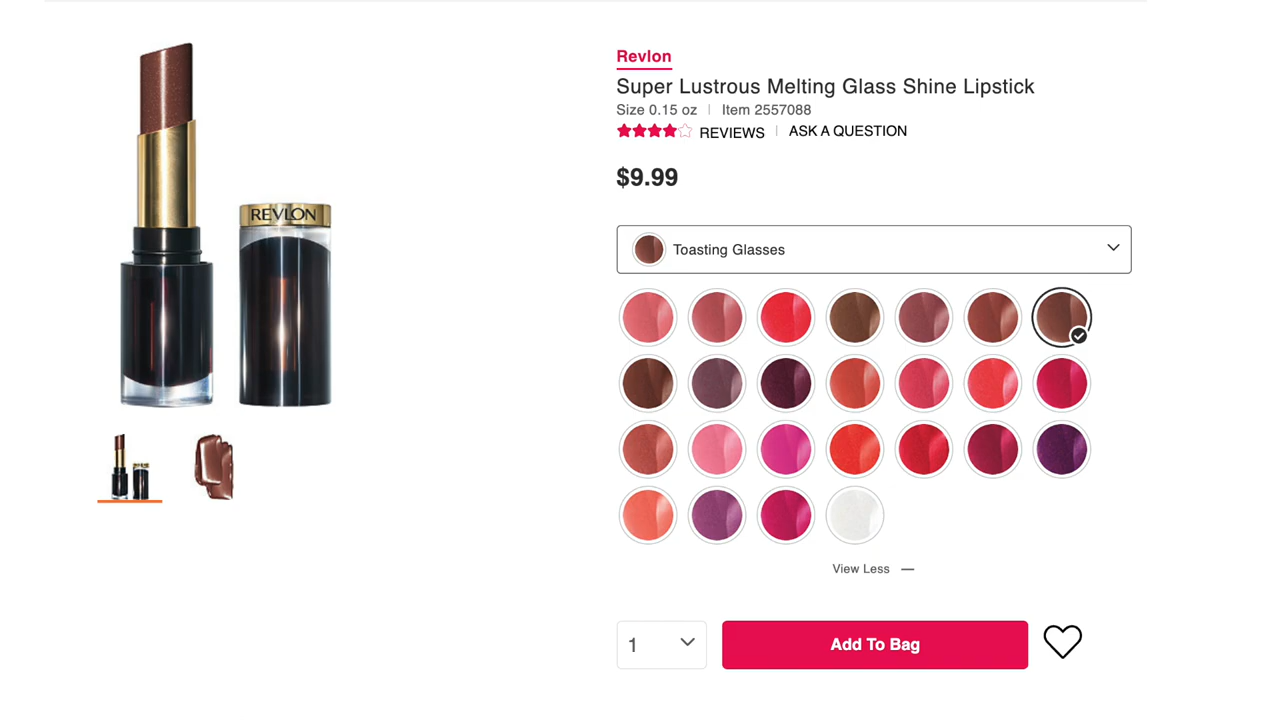 REVLON
Revlon
Super Lustrous Melting Glass Shine Lipstick
Size 0.15 oz | Item 2557088
REVIEWS | ASK A QUESTION
$9.99
Toasting Glasses
View Less —
1
Add To Bag